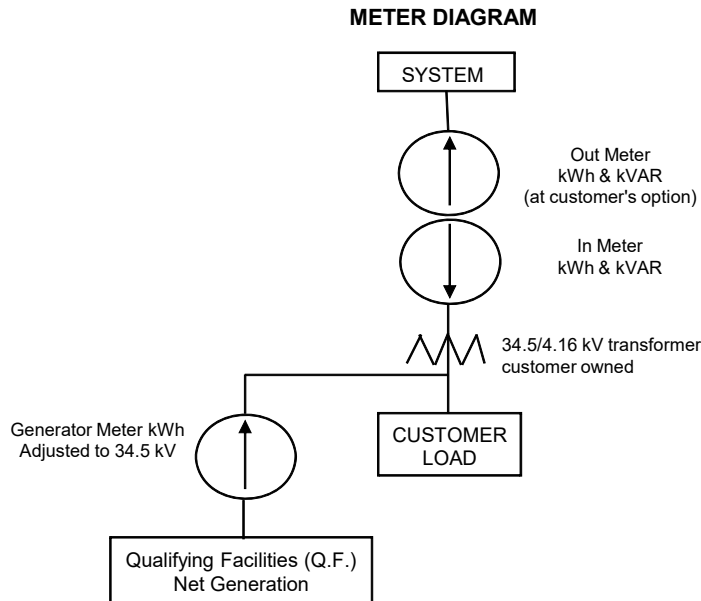 METER DIAGRAM
SYSTEM
Out Meter
kWh & kVAR
(at customer's option)
In Meter
kWh & kVAR
34.5/4.16 kV transformer
customer owned
Generator Meter kWh
Adjusted to 34.5 kV
CUSTOMER
LOAD
Qualifying Facilities (Q.F.)
Net Generation